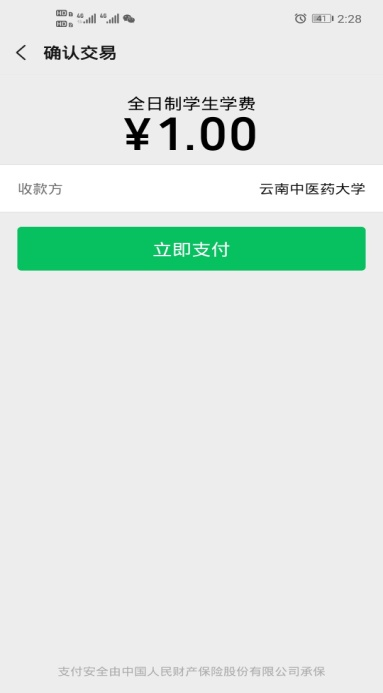 41 2:28
确认交易
全日制学生学费
¥1.00
收款方 云南中医药大学
立即支付
支付安全由中国人民财产保险股份有限公司承保